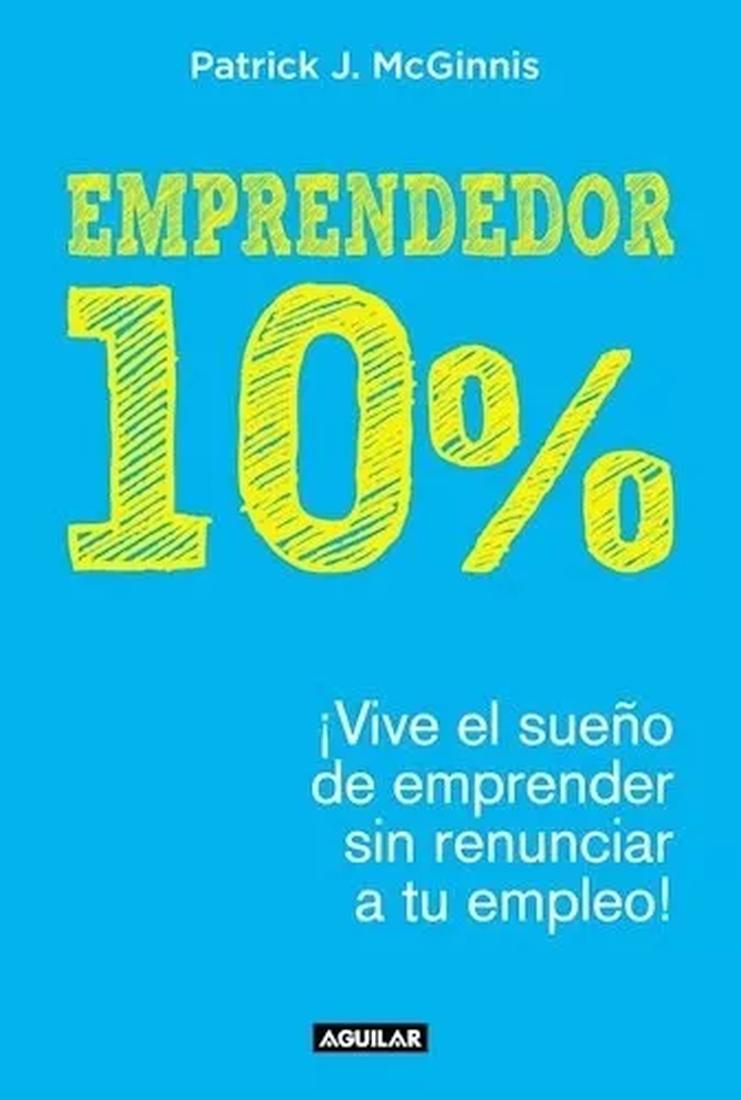 Patrick J. McGinnis
EMPRENDEDOR
10%
¡Vive el sueño
de emprender
sin renunciar
a tu empleo!
AGUILAR